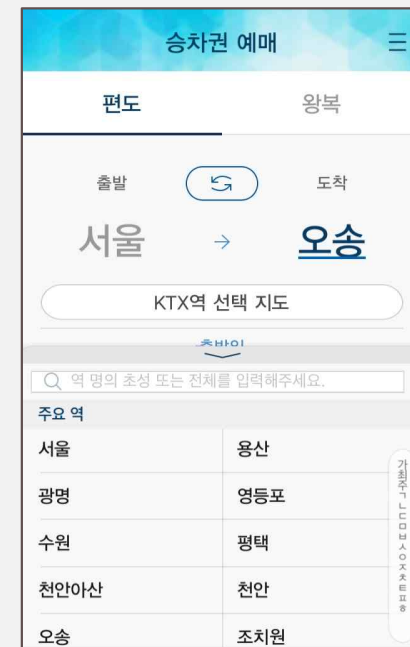 승차권 예매
편도 왕복
출발 도착
서울 → 오송
KTX역 선택 지도
역 명의 초성 또는 전체를 입력해주세요.
주요 역
서울 용산
광명 영등포
수원 평택
천안아산 천안
오송 조치원
가
최
주
ㄱ
ㄴ
ㄷ
ㅁ
ㅂ
ㅅ
ㅇ
ㅈ
ㅊ
ㅌ
ㅍ
ㅎ